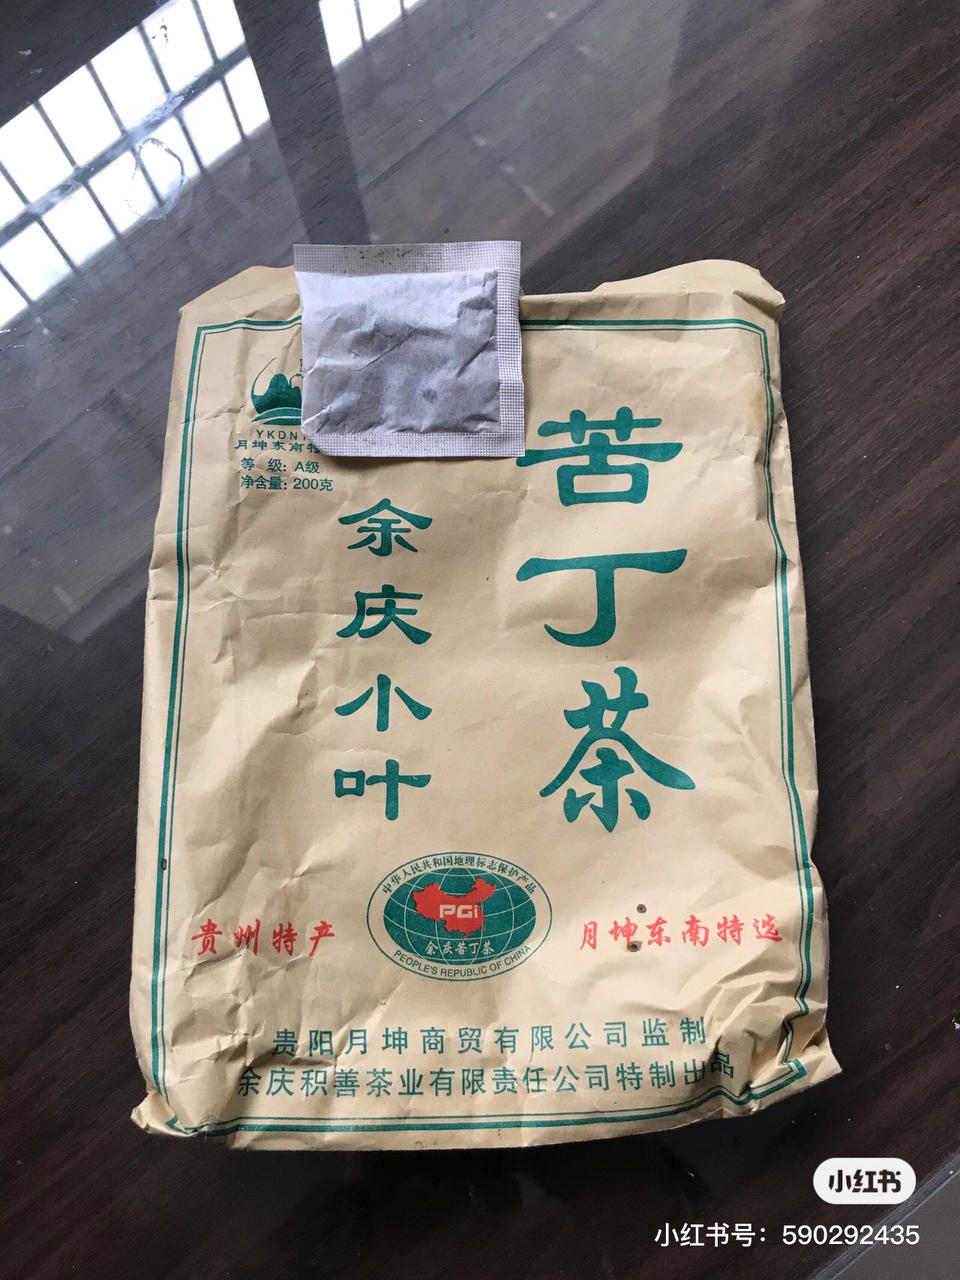 YKDNT
月坤东南特
等 级：A级
净含量：200克
苦丁茶
余庆小叶
中华人民共和国地理标志保护产品
PGi
余庆苦丁茶
PEOPLE'S REPUBLIC OF CHINA
贵州特产
月坤东南特选
贵阳月坤商贸有限公司监制
余庆积善茶业有限责任公司特制出品
小红书
小红书号：590292435